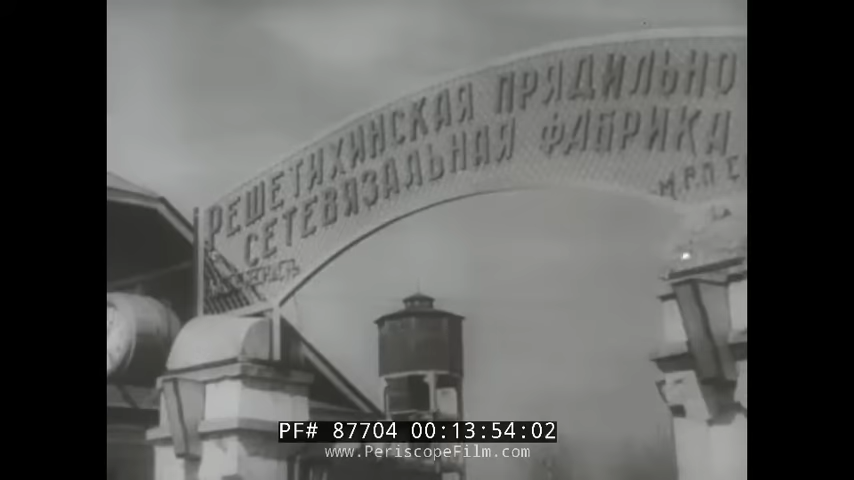 РЕШЕТИХИНСКАЯ ПРЯДИЛЬНО
СЕТЕВЯЗАЛЬНАЯ ФАБРИКА
М.Р.П С
PF# 87704 00:13:54:02
www.PeriscopeFilm.com